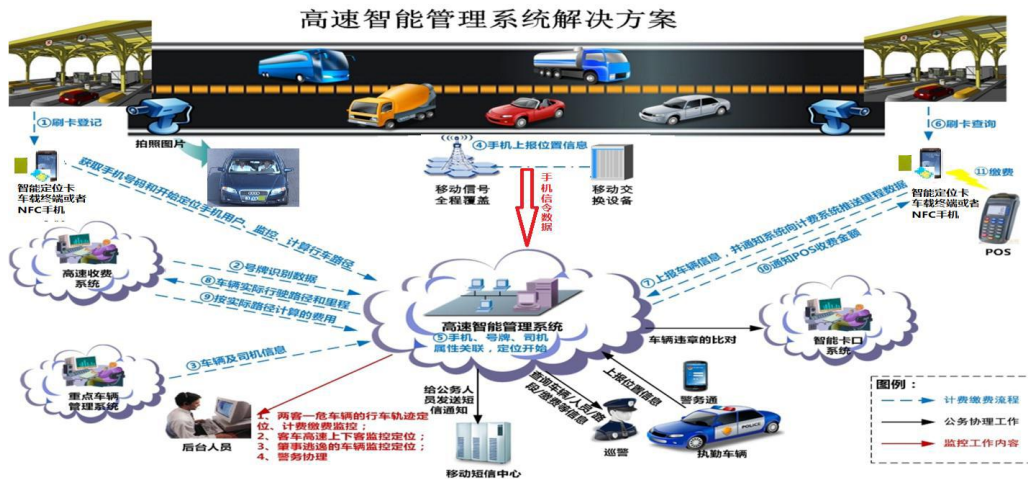 高速智能管理系统解决方案
①刷卡登记
拍照图片
④手机上报位置信息
⑥刷卡查询
智能定位卡
车载终端或者
NFC手机
获取手机号码和开始定位手机用户、监控、计算行车路径
移动信号
全程覆盖
手机信令数据
移动交
换设备
⑪缴费
智能定位卡
车载终端或者
NFC手机
POS
高速收费
系统
②号牌识别数据
⑧车辆实际行驶路径和里程
⑨按实际路径计算的费用
⑦上报车辆信息，并通知系统向计费系统推送里程数据
⑩通知POS收费金额
高速智能管理系统
⑤手机、号牌、司机
属性关联，定位开始
车辆违章的比对
智能卡口
系统
③车辆及司机信息
重点车辆
管理系统
给公务人
员发送短
信通知
查询车辆/人员/路
段/缴费等信息
上报位置信息
警务通
后台人员
1、两客一危车辆的行车轨迹定
位、计费缴费监控；
2、客车高速上下客监控定位；
3、肇事逃逸的车辆监控定位；
4、警务协理
移动短信中心
巡警
POLICE
执勤车辆
图例：
计费缴费流程
公务协理工作
监控工作内容